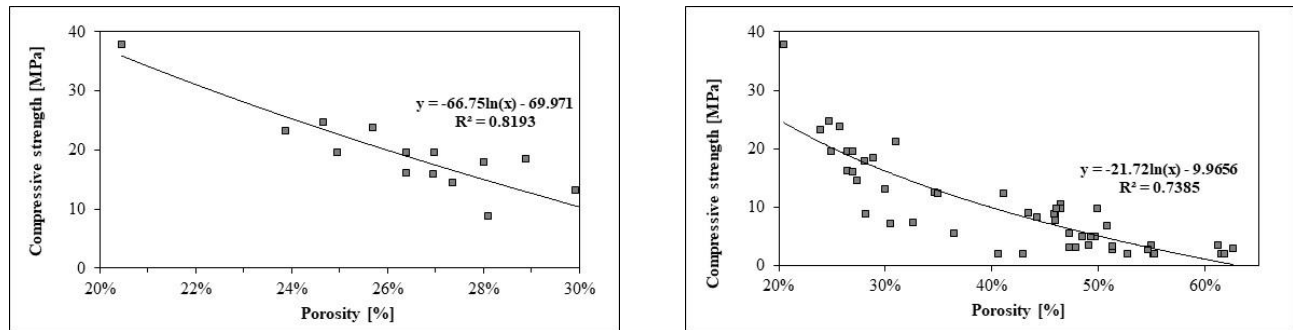 40
30
20
10
0
Compressive strength [MPa]
y = -66.75ln(x) - 69.971
R² = 0.8193
20% 22% 24% 26% 28% 30%
Porosity [%]
40
30
20
10
0
Compressive strength [MPa]
y = -21.72ln(x) - 9.9656
R² = 0.7385
20% 30% 40% 50% 60%
Porosity [%]